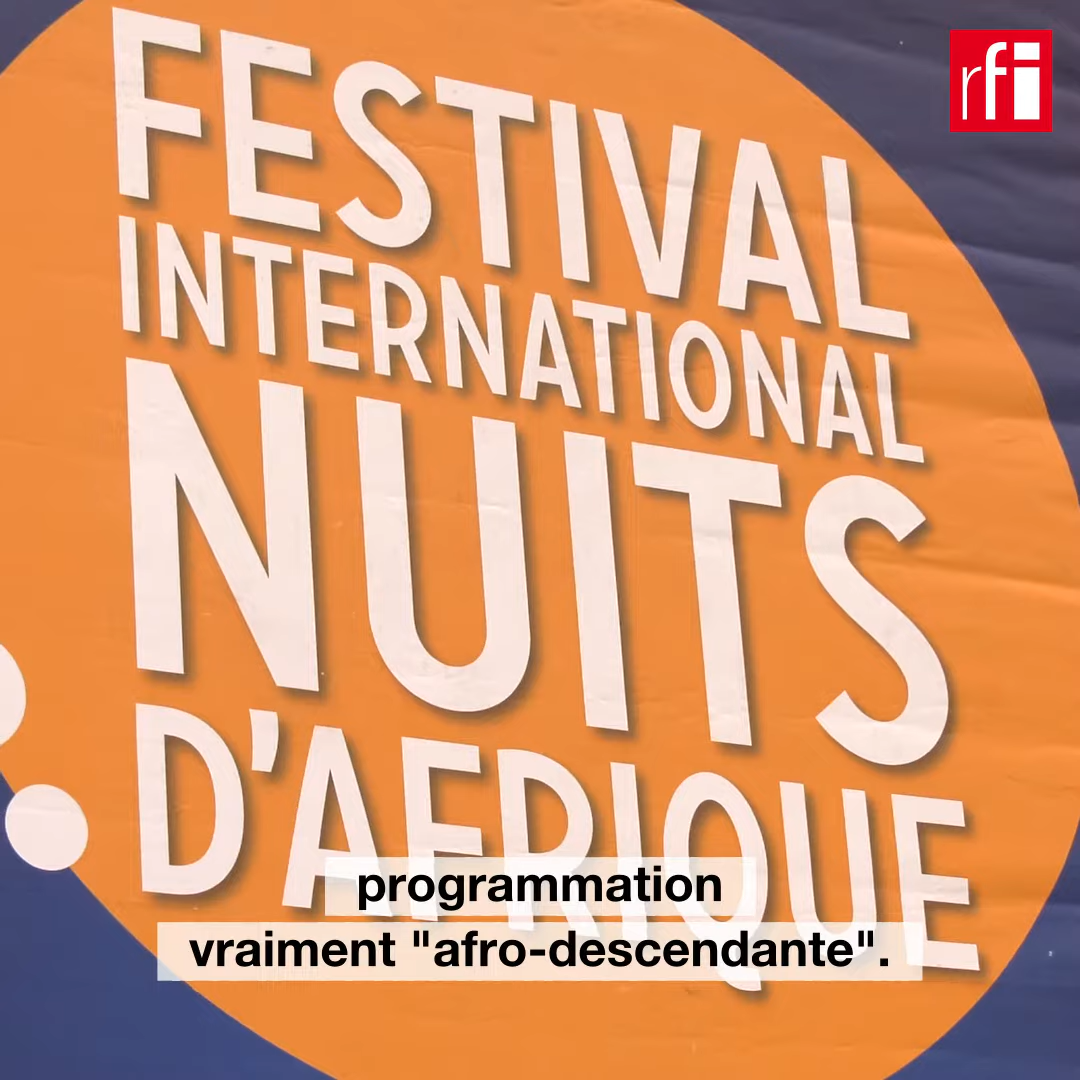 rfi
FESTIVAL
INTERNATIONAL
NUITS
D'AFRIQUE
programmation
vraiment "afro-descendante".